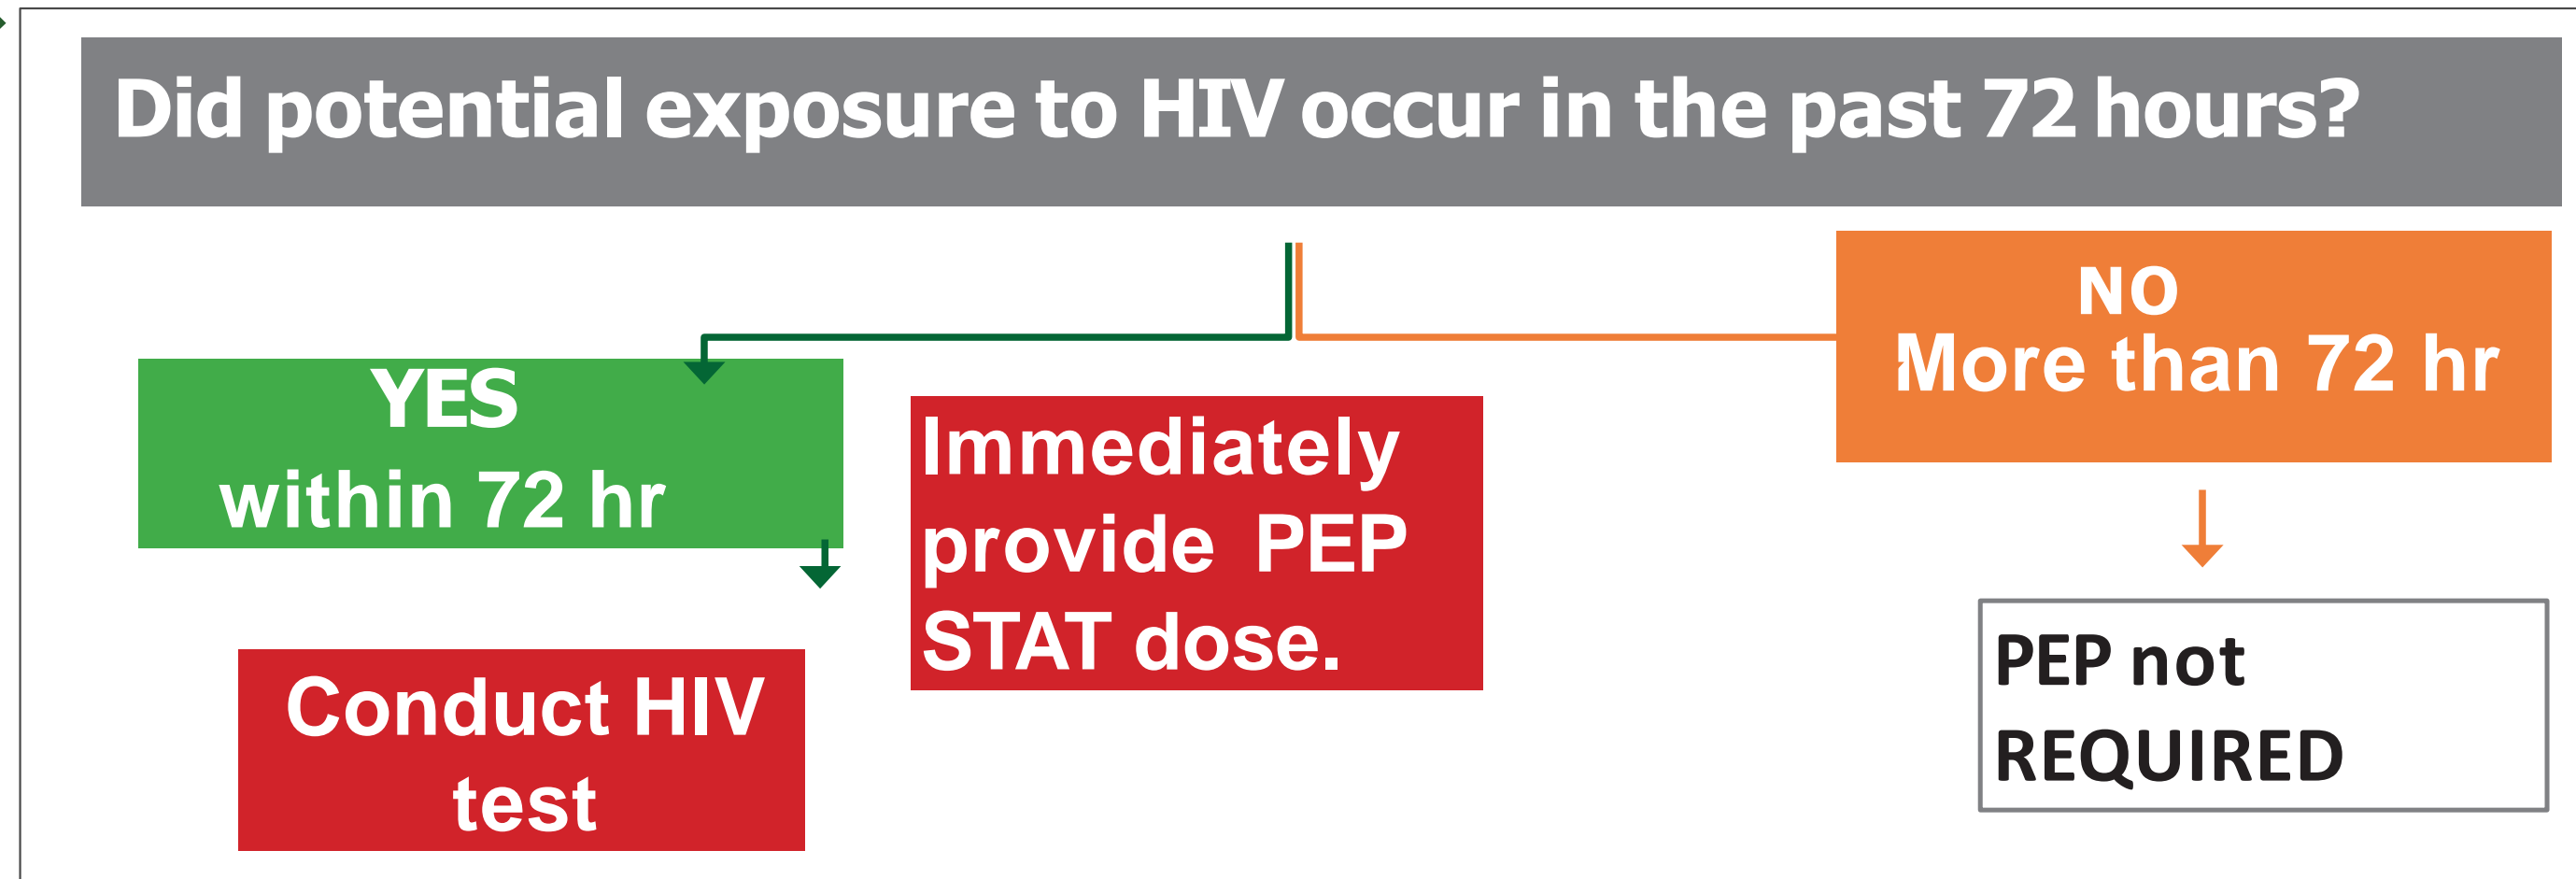 Did potential exposure to HIV occur in the past 72 hours?
YES
within 72 hr
Immediately
provide PEP
STAT dose.
NO
More than 72 hr
Conduct HIV
test
PEP not
REQUIRED